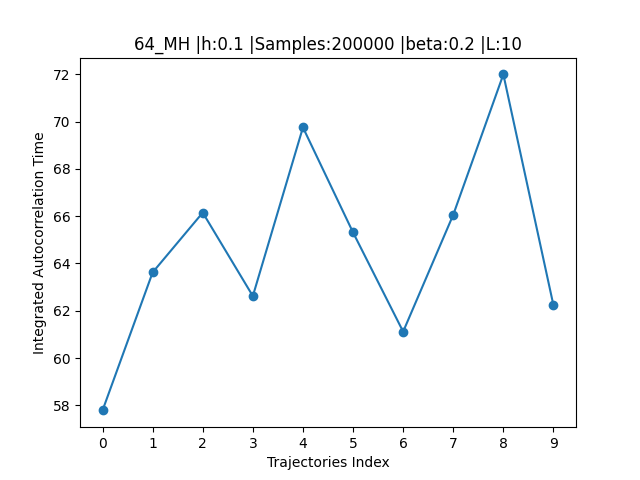 64_MH |h:0.1 |Samples:200000 |beta:0.2 |L:10
72
70
68
66
64
62
60
58
Integrated Autocorrelation Time
0 1 2 3 4 5 6 7 8 9
Trajectories Index